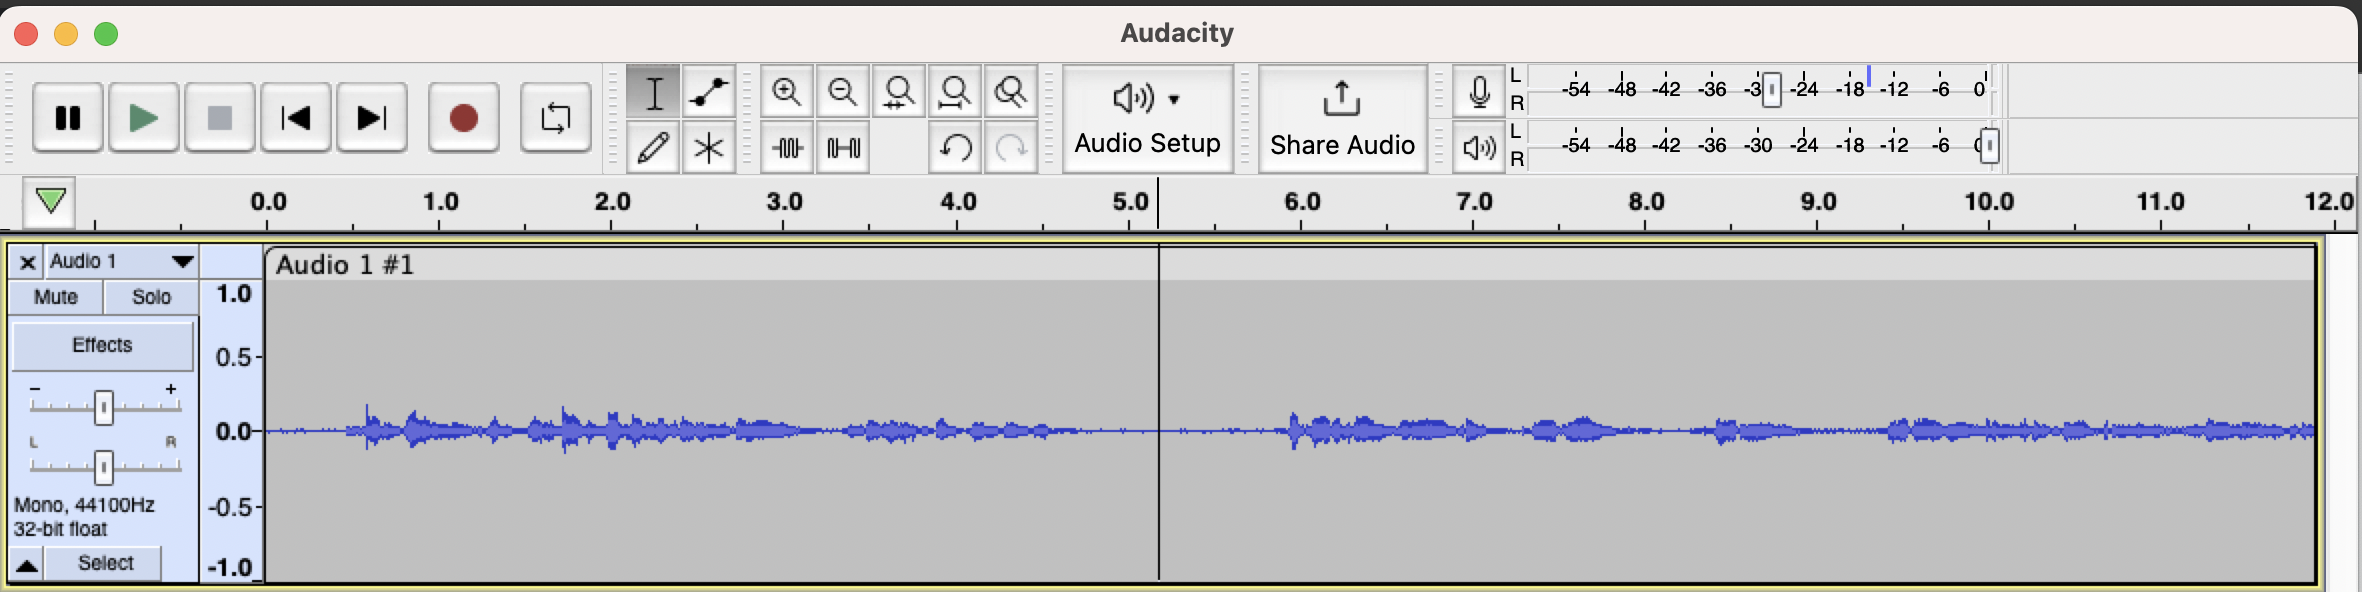 Audacity
Audio Setup
Share Audio
L
R
-54 -48 -42 -36 -3 -24 -18 -12 -6 0
L
R
-54 -48 -42 -36 -30 -24 -18 -12 -6
0.0 1.0 2.0 3.0 4.0 5.0 6.0 7.0 8.0 9.0 10.0 11.0 12.0
Audio 1
Audio 1 #1
Mute Solo
Effects
- +
L R
Mono, 44100Hz
32-bit float
Select
1.0
0.5
0.0
-0.5
-1.0